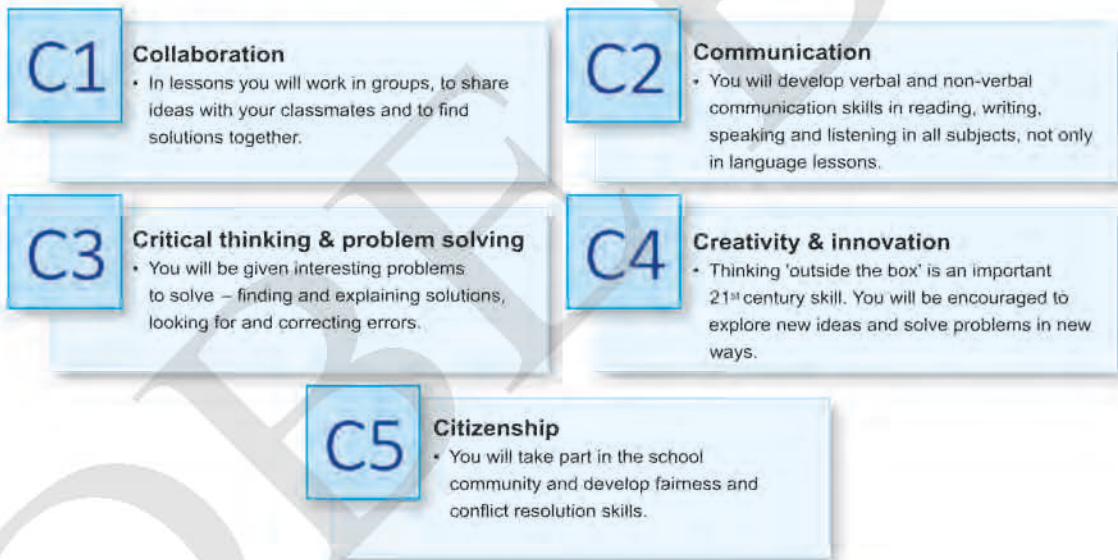 C1
Collaboration
• In lessons you will work in groups, to share
ideas with your classmates and to find
solutions together.
C2
Communication
• You will develop verbal and non-verbal
communication skills in reading, writing,
speaking and listening in all subjects, not only
in language lessons.
C3
Critical thinking & problem solving
• You will be given interesting problems
to solve – finding and explaining solutions,
looking for and correcting errors.
C4
Creativity & innovation
• Thinking 'outside the box' is an important
21st century skill. You will be encouraged to
explore new ideas and solve problems in new
ways.
C5
Citizenship
• You will take part in the school
community and develop fairness and
conflict resolution skills.